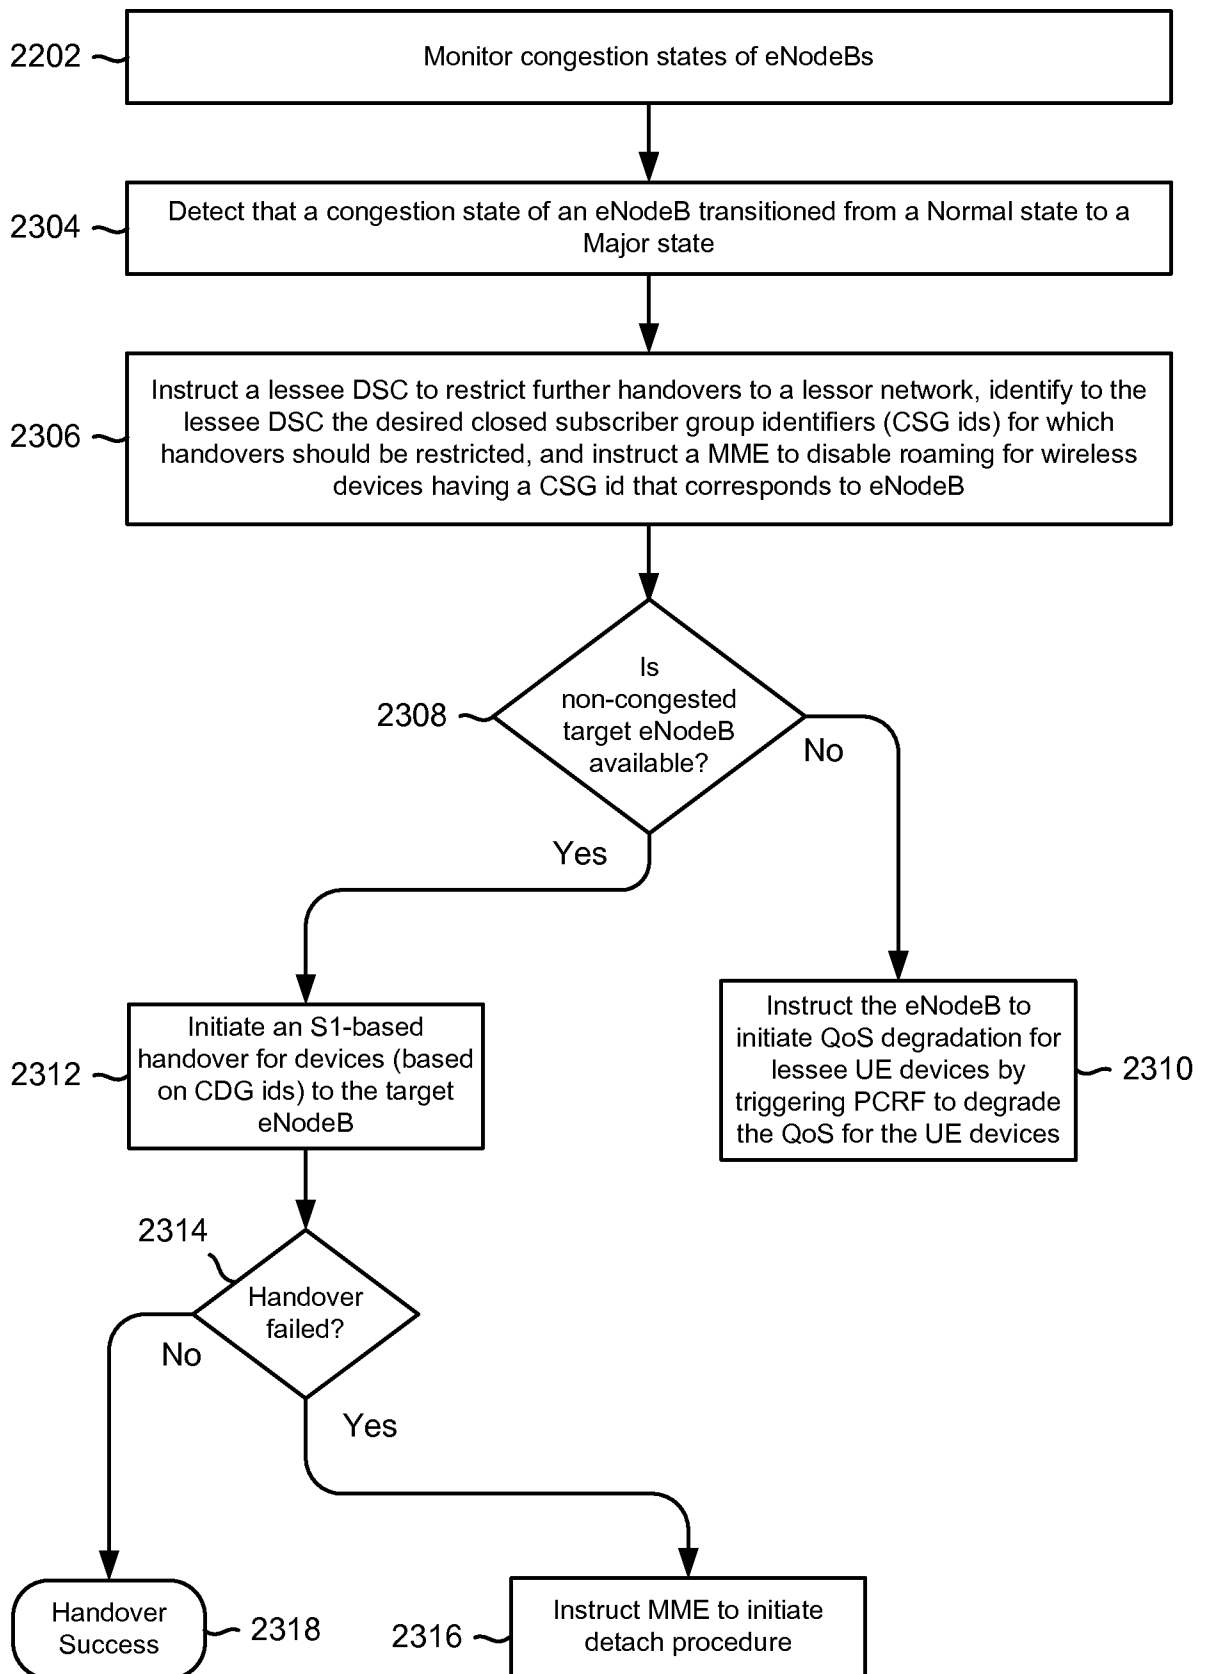 2202
Monitor congestion states of eNodeBs
2304
Detect that a congestion state of an eNodeB transitioned from a Normal state to a
Major state
2306
Instruct a lessee DSC to restrict further handovers to a lessor network, identify to the
lessee DSC the desired closed subscriber group identifiers (CSG ids) for which
handovers should be restricted, and instruct a MME to disable roaming for wireless
devices having a CSG id that corresponds to eNodeB
2308
Is
non-congested
target eNodeB
available?
No
Yes
2312
Initiate an S1-based
handover for devices (based
on CDG ids) to the target
eNodeB
Instruct the eNodeB to
initiate QoS degradation for
lessee UE devices by
triggering PCRF to degrade
the QoS for the UE devices
2310
2314
Handover
failed?
No
Yes
Handover
Success
2318
2316
Instruct MME to initiate
detach procedure